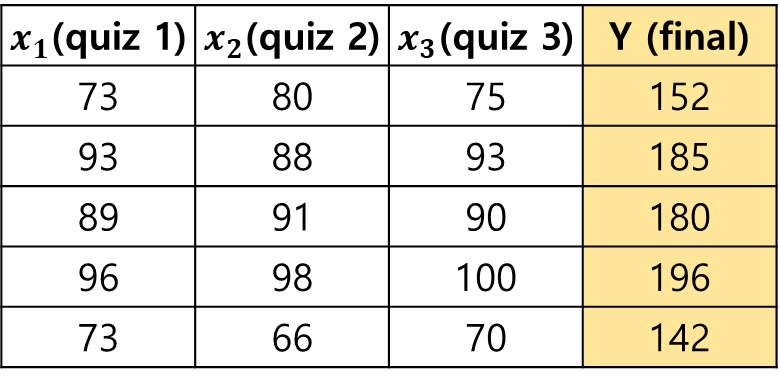 x₁(quiz 1) x₂(quiz 2) x₃(quiz 3) Y (final)
73 80 75 152
93 88 93 185
89 91 90 180
96 98 100 196
73 66 70 142